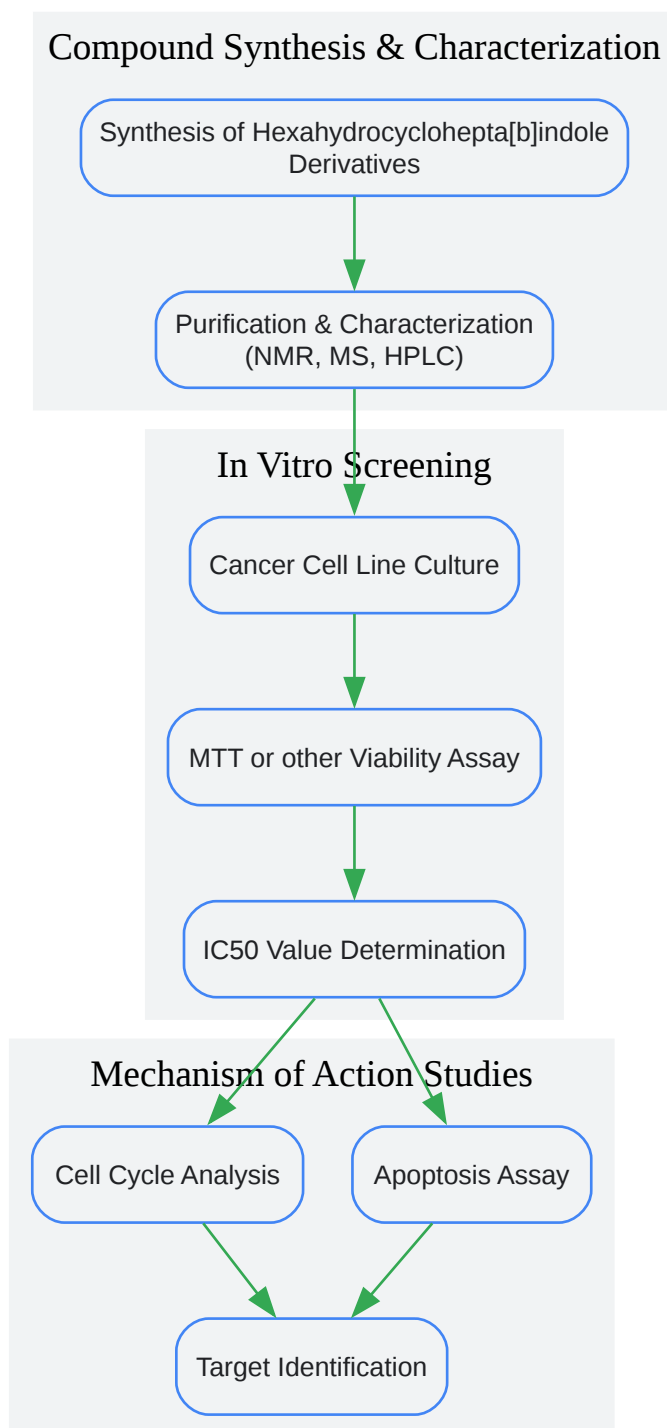 Compound Synthesis & Characterization
Synthesis of Hexahydrocyclohepta[b]indole
Derivatives
Purification & Characterization
(NMR, MS, HPLC)
In Vitro Screening
Cancer Cell Line Culture
MTT or other Viability Assay
IC50 Value Determination
Mechanism of Action Studies
Cell Cycle Analysis
Apoptosis Assay
Target Identification